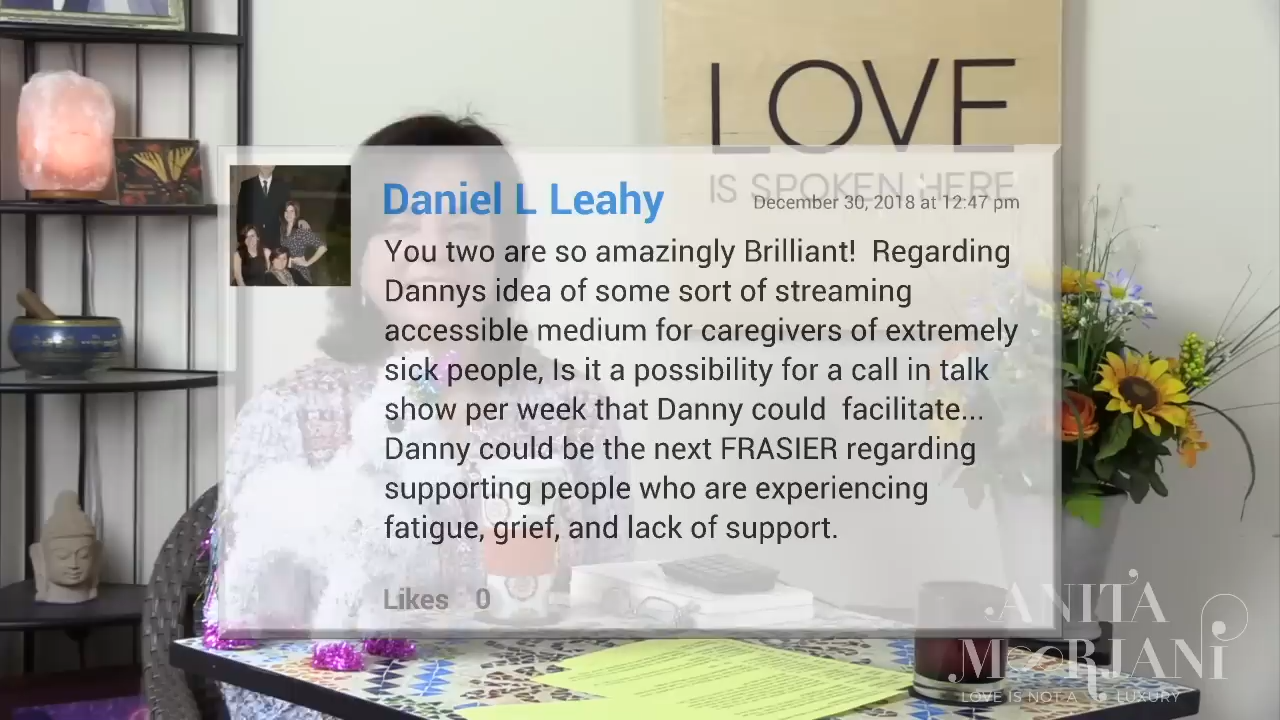 LOVE
IS SPOKEN HERE
Daniel L Leahy
December 30, 2018 at 12:47 pm
You two are so amazingly Brilliant!  Regarding
Dannys idea of some sort of streaming
accessible medium for caregivers of extremely
sick people, Is it a possibility for a call in talk
show per week that Danny could  facilitate...
Danny could be the next FRASIER regarding
supporting people who are experiencing
fatigue, grief, and lack of support.
Likes 0
ANITA
MOORJANI
LOVE IS NOT A LUXURY